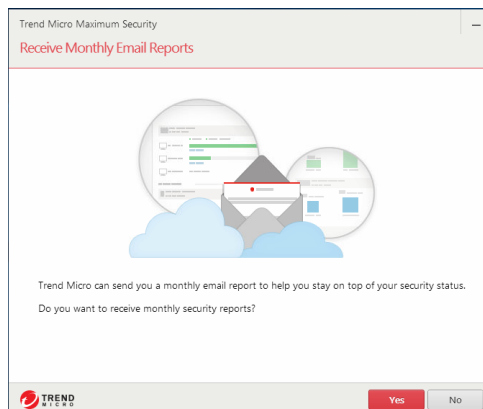 Trend Micro Maximum Security
Receive Monthly Email Reports
Trend Micro can send you a monthly email report to help you stay on top of your security status.
Do you want to receive monthly security reports?
TREND
MICRO
Yes
No